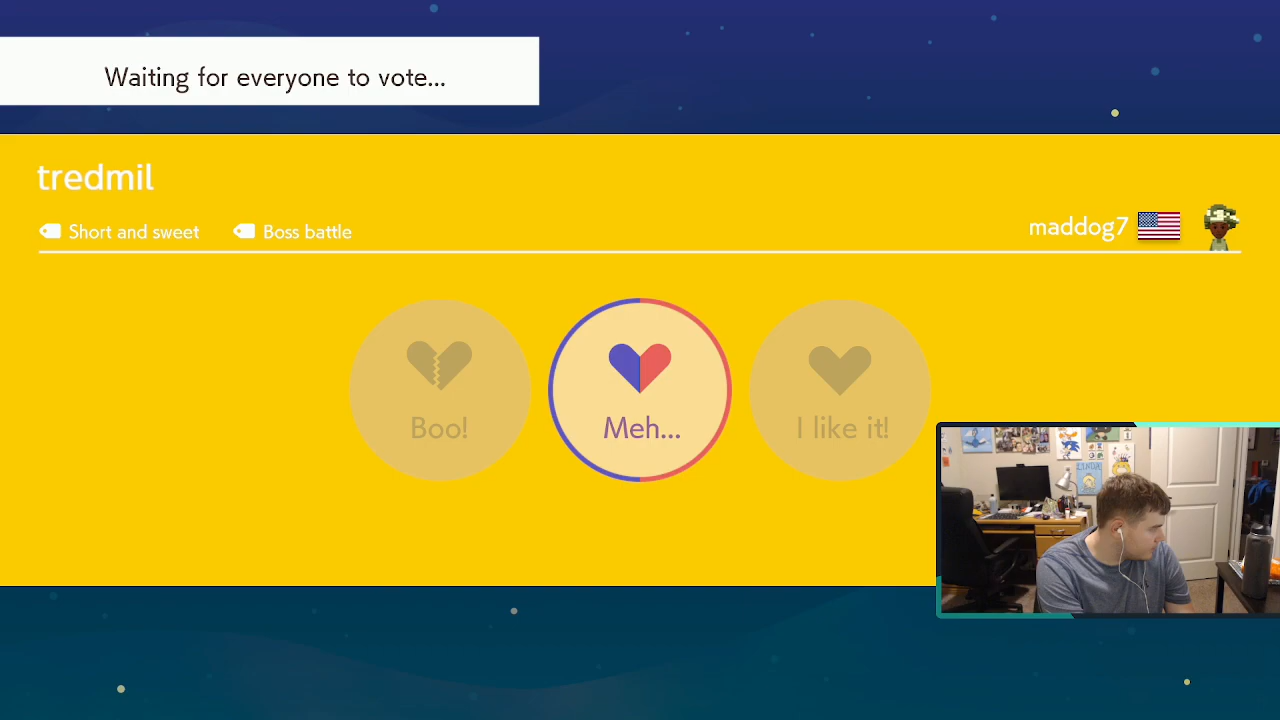 Waiting for everyone to vote...
tredmil
Short and sweet
Boss battle
maddog7
Boo!
Meh...
I like it!